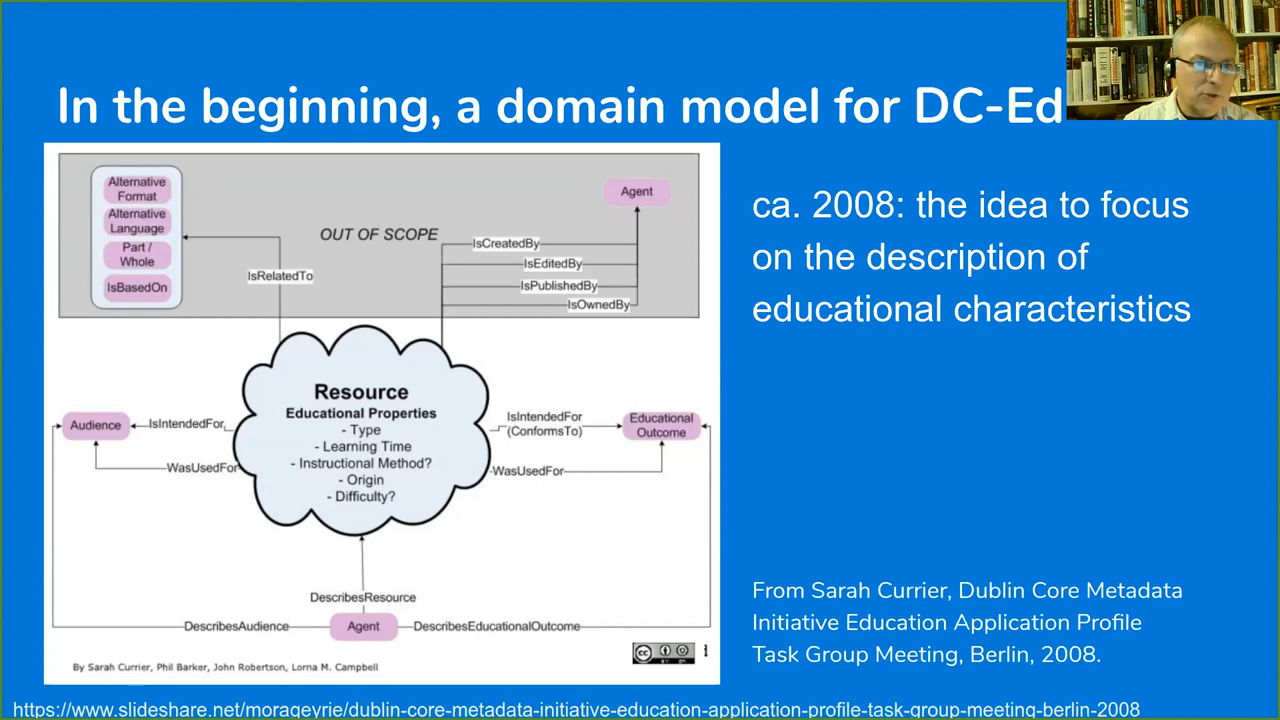 In the beginning, a domain model for DC-Ed
Alternative
Format
Alternative
Language
Part /
Whole
IsBasedOn
OUT OF SCOPE
IsRelatedTo
Agent
IsCreatedBy
IsEditedBy
IsPublishedBy
IsOwnedBy
Resource
Educational Properties
- Type
- Learning Time
- Instructional Method?
- Origin
- Difficulty?
Audience
IsIntendedFor
WasUsedFor
IsIntendedFor
(ConformsTo)
WasUsedFor
Educational
Outcome
DescribesResource
DescribesAudience
Agent
DescribesEducationalOutcome
By Sarah Currier, Phil Barker, John Robertson, Lorna M. Campbell
ca. 2008: the idea to focus
on the description of
educational characteristics
From Sarah Currier, Dublin Core Metadata
Initiative Education Application Profile
Task Group Meeting, Berlin, 2008.
https://www.slideshare.net/morageyrie/dublin-core-metadata-initiative-education-application-profile-task-group-meeting-berlin-2008